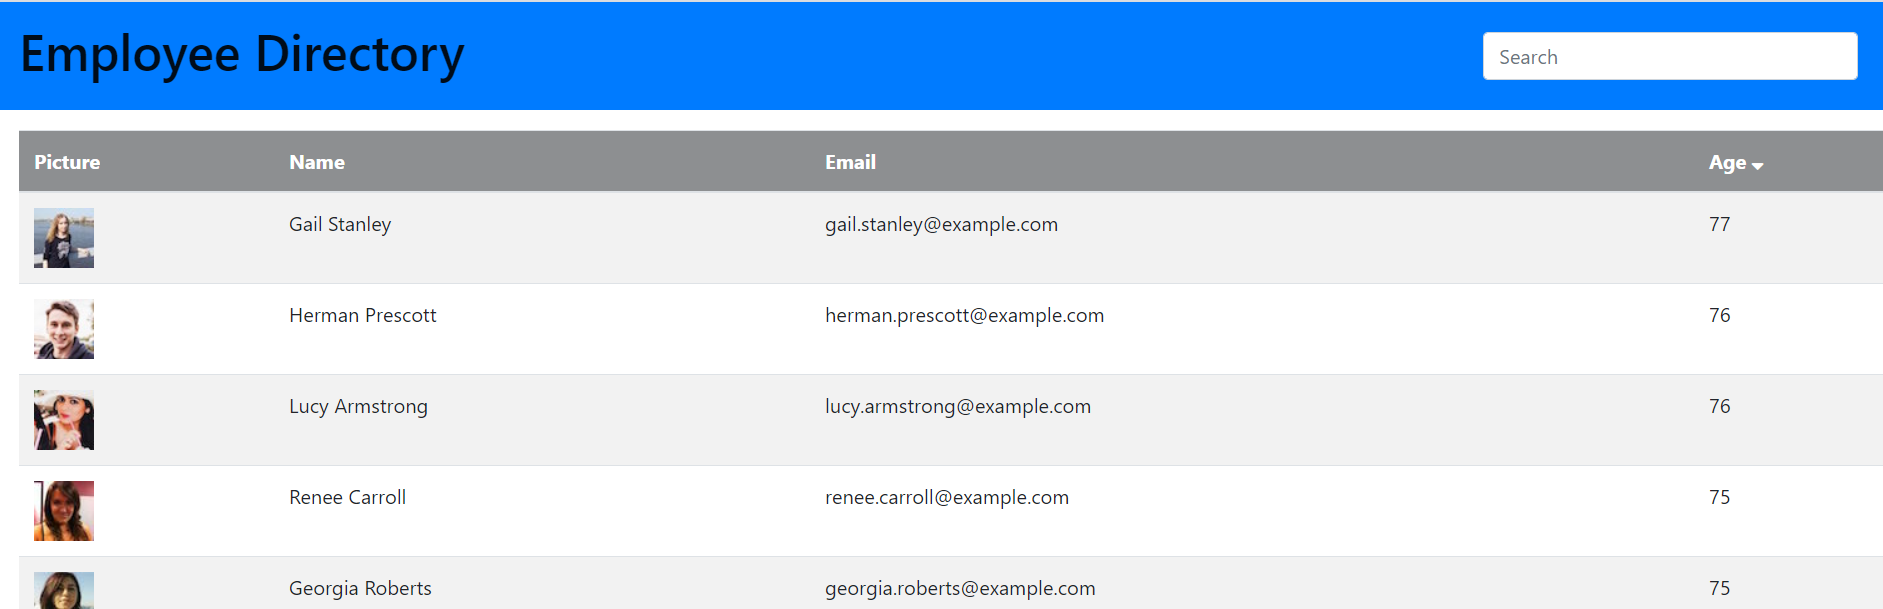 Employee Directory Search
Picture Name Email Age
Gail Stanley gail.stanley@example.com 77
Herman Prescott herman.prescott@example.com 76
Lucy Armstrong lucy.armstrong@example.com 76
Renee Carroll renee.carroll@example.com 75
Georgia Roberts georgia.roberts@example.com 75